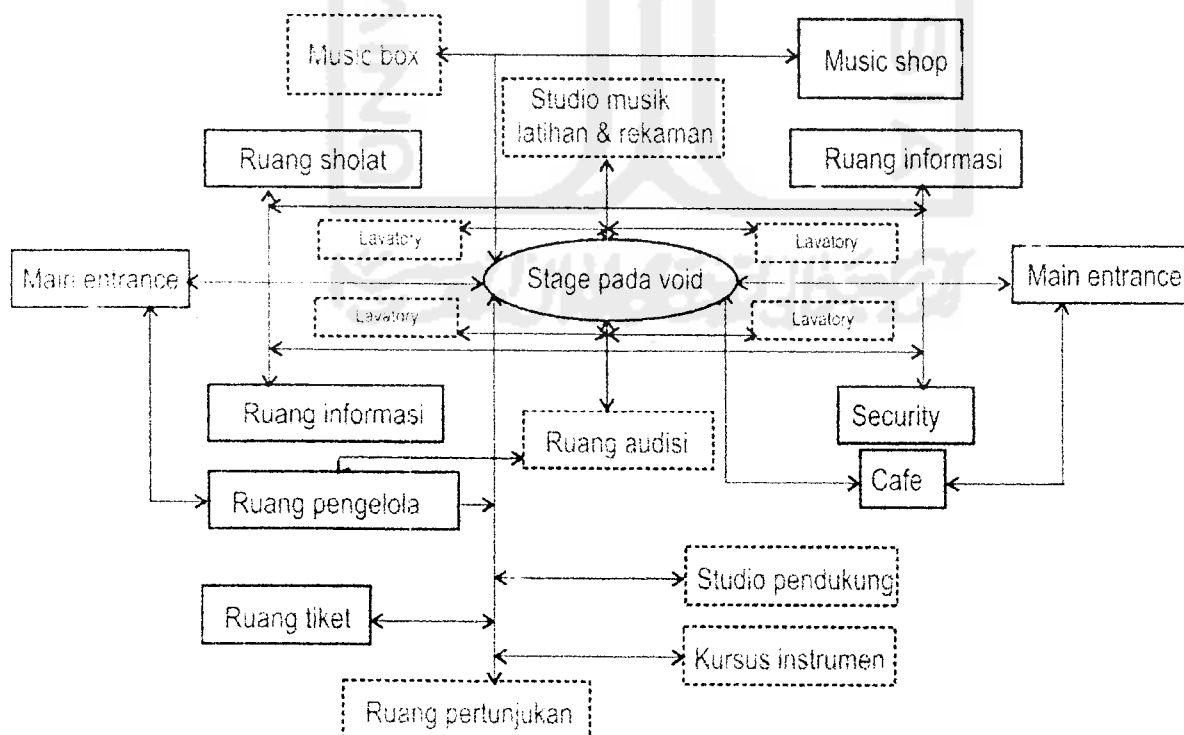 Music box
Music shop
Studio musik
latihan & rekaman
Ruang sholat
Ruang informasi
Lavatory
Lavatory
Main entrance
Stage pada void
Main entrance
Lavatory
Lavatory
Ruang informasi
Security
Ruang audisi
Cafe
Ruang pengelola
Studio pendukung
Ruang tiket
Kursus instrumen
Ruang pertunjukan